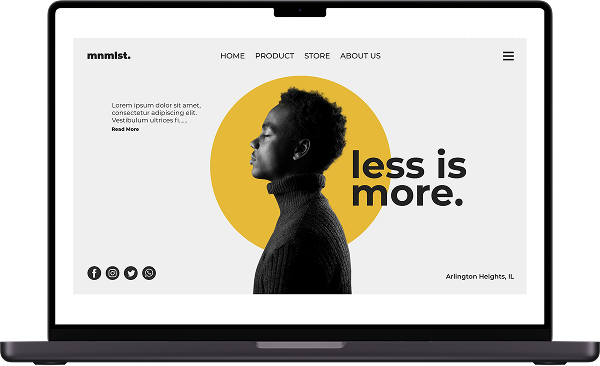 mnmlst.
HOME PRODUCT STORE ABOUT US
Lorem ipsum dolor sit amet,
consectetur adipiscing elit.
Vestibulum ultrices fi....
Read More
less is
more.
Arlington Heights, IL